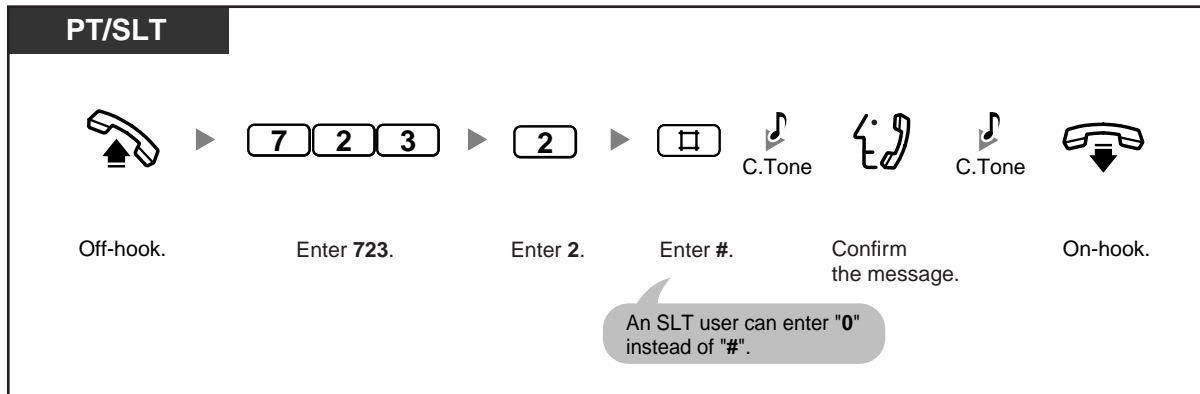 PT/SLT
7 2 3
2
#
C.Tone
C.Tone
Off-hook.
Enter 723.
Enter 2.
Enter #.
Confirm
the message.
On-hook.
An SLT user can enter "0"
instead of "#".